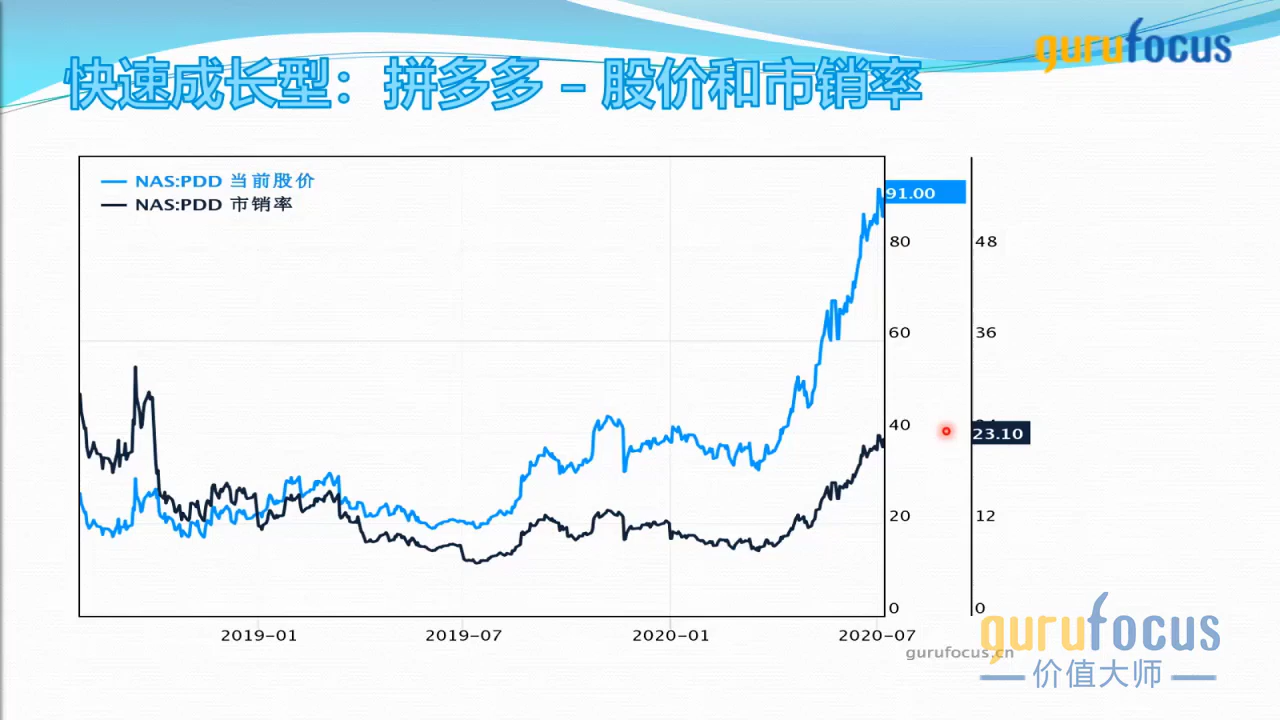 gurufocus
快速成长型：拼多多 – 股价和市销率
NAS:PDD 当前股价
NAS:PDD 市销率
91.00
80
48
60
36
40
23.10
20
12
0
0
2019-01
2019-07
2020-01
2020-07
gurufocus.cn
gurufocus
价值大师